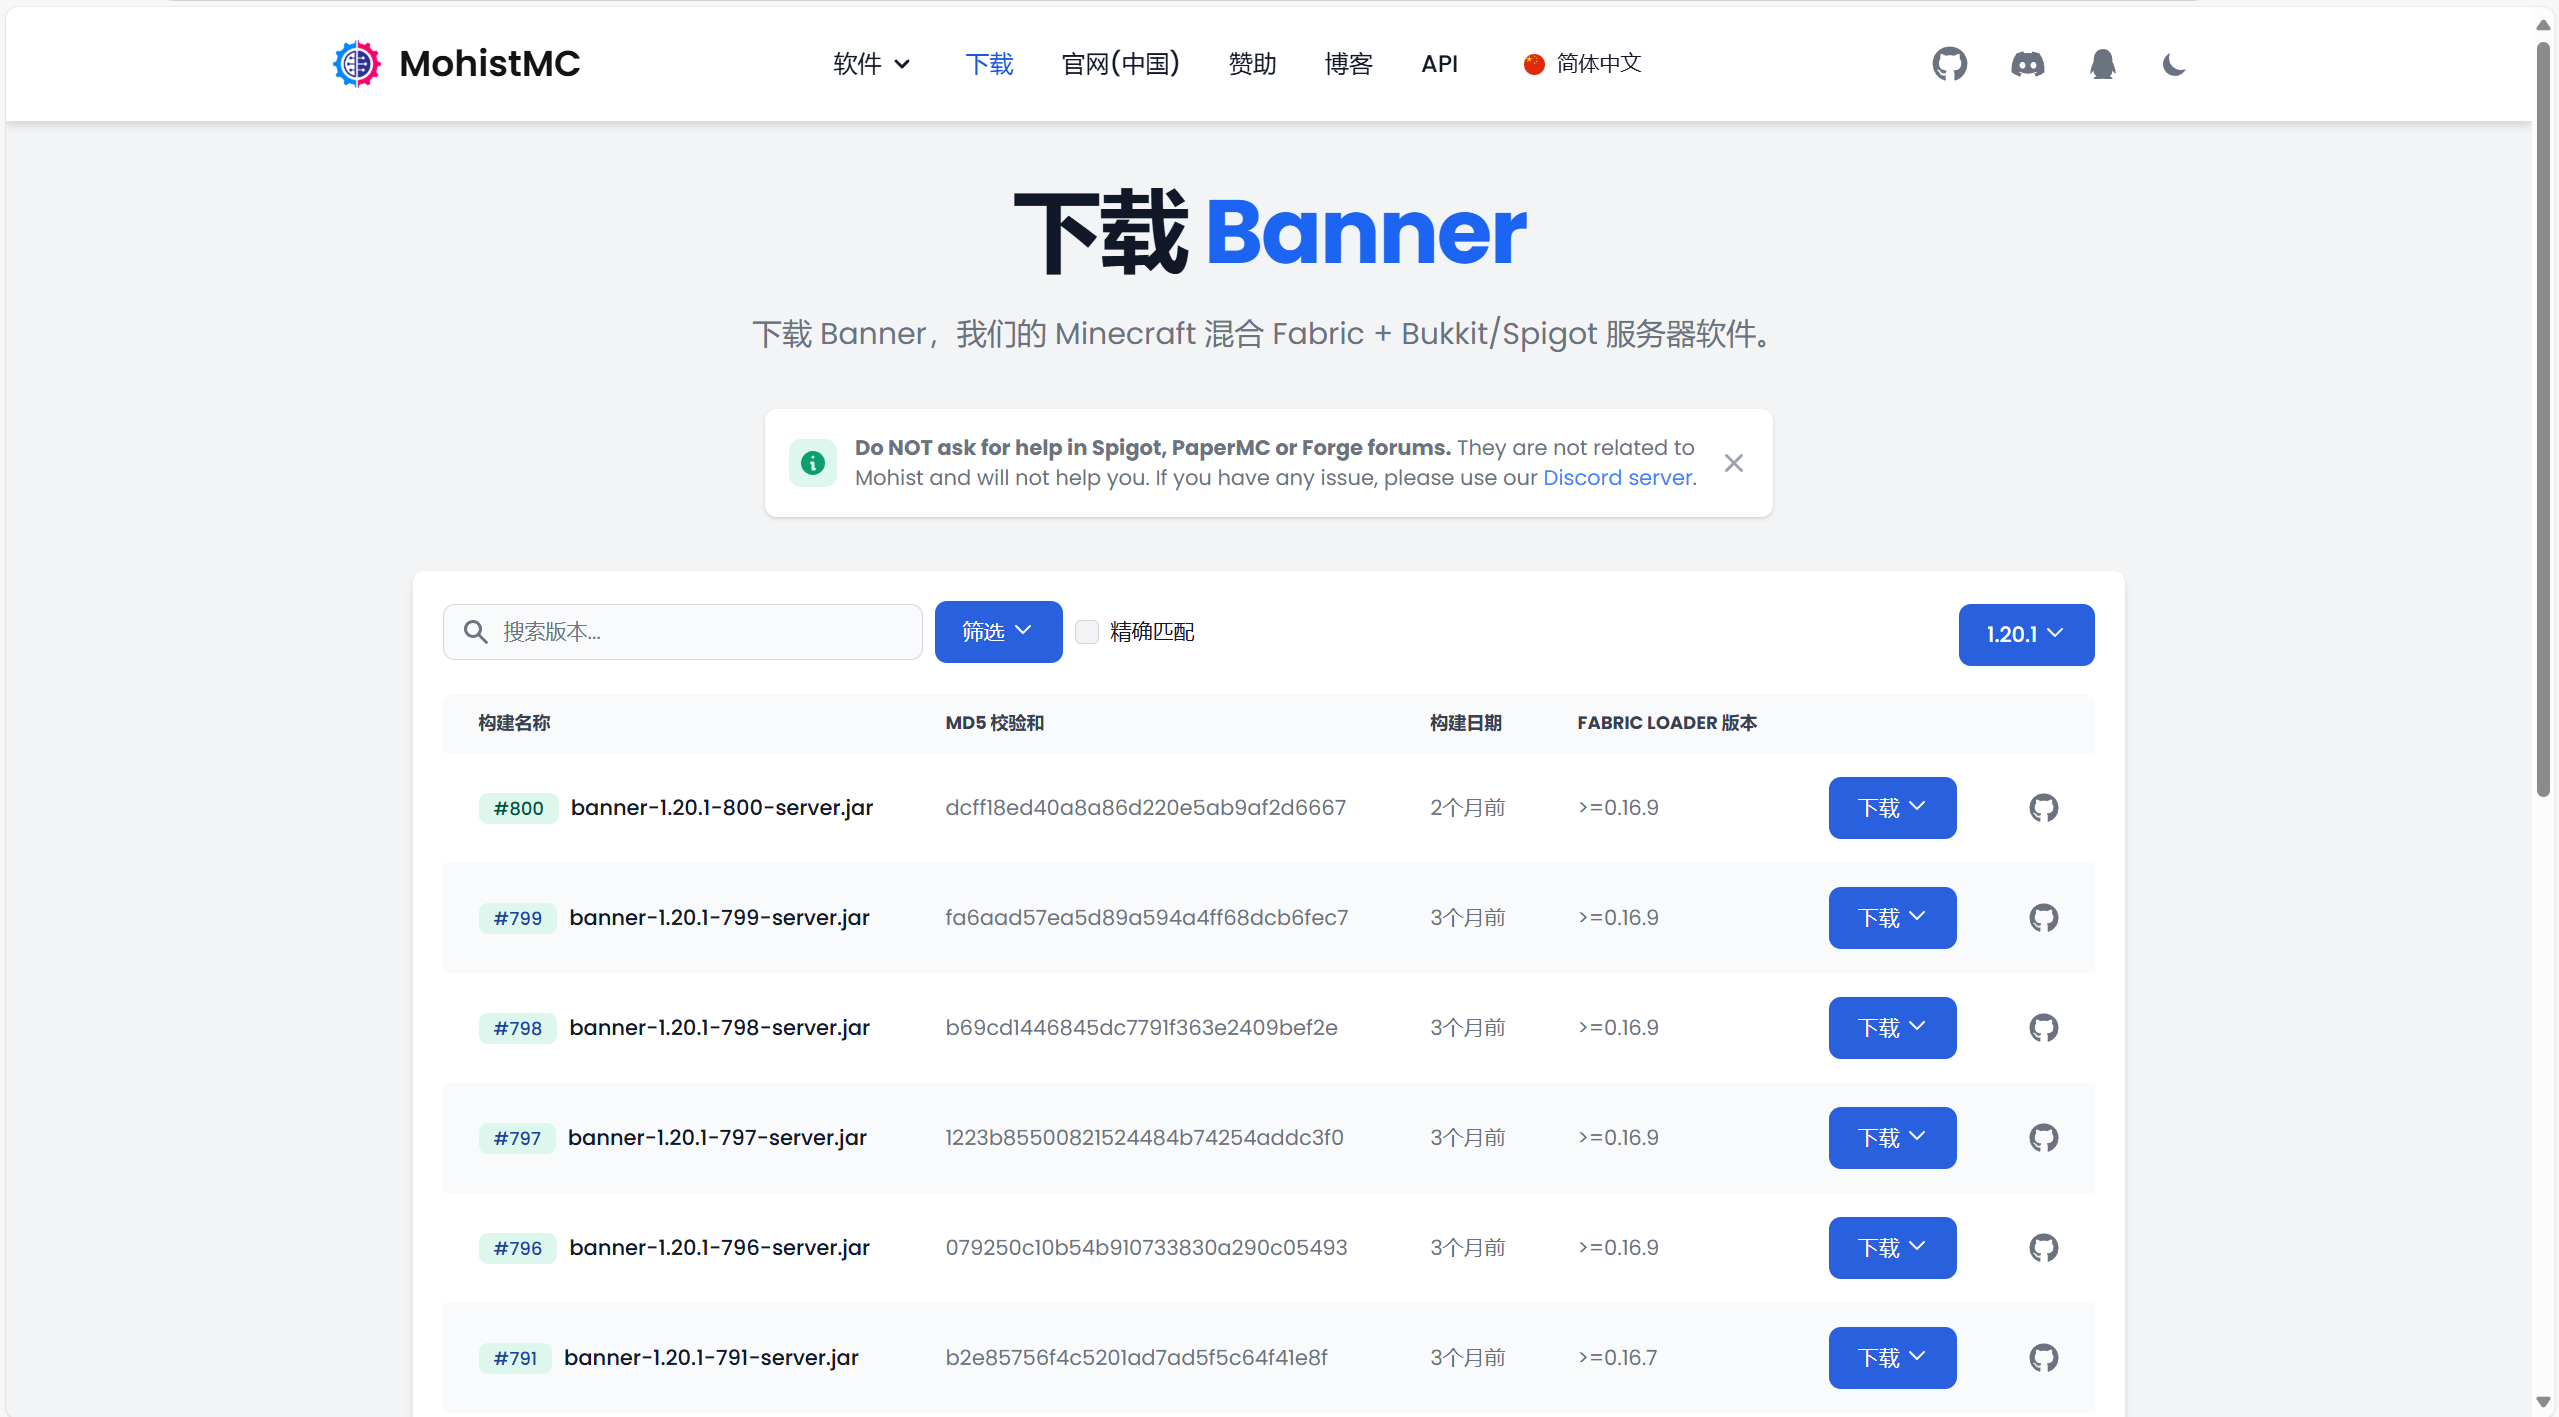 MohistMC
软件 下载 官网(中国) 赞助 博客 API 简体中文
下载 Banner
下载 Banner，我们的 Minecraft 混合 Fabric + Bukkit/Spigot 服务器软件。
Do NOT ask for help in Spigot, PaperMC or Forge forums. They are not related to
Mohist and will not help you. If you have any issue, please use our Discord server.
搜索版本... 筛选 精确匹配 1.20.1
构建名称 MD5 校验和 构建日期 FABRIC LOADER 版本
#800 banner-1.20.1-800-server.jar dcff18ed40a8a86d220e5ab9af2d6667 2个月前 >=0.16.9 下载
#799 banner-1.20.1-799-server.jar fa6aad57ea5d89a594a4ff68dcb6fec7 3个月前 >=0.16.9 下载
#798 banner-1.20.1-798-server.jar b69cd1446845dc7791f363e2409bef2e 3个月前 >=0.16.9 下载
#797 banner-1.20.1-797-server.jar 1223b85500821524484b74254addc3f0 3个月前 >=0.16.9 下载
#796 banner-1.20.1-796-server.jar 079250c10b54b910733830a290c05493 3个月前 >=0.16.9 下载
#791 banner-1.20.1-791-server.jar b2e85756f4c5201ad7ad5f5c64f41e8f 3个月前 >=0.16.7 下载